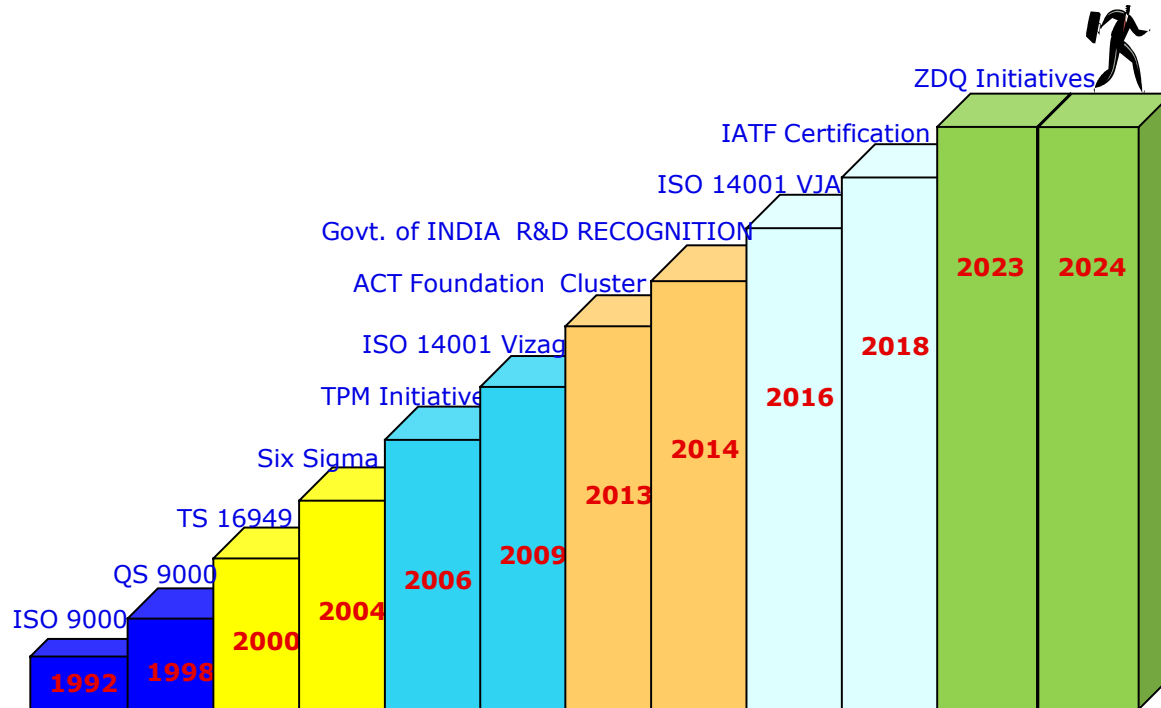 ZDQ Initiatives
IATF Certification
ISO 14001 VJA
Govt. of INDIA  R&D RECOGNITION
ACT Foundation  Cluster
ISO 14001 Vizag
TPM Initiative
Six Sigma
TS 16949
QS 9000
ISO 9000
1992
1998
2000
2004
2006
2009
2013
2014
2016
2018
2023
2024